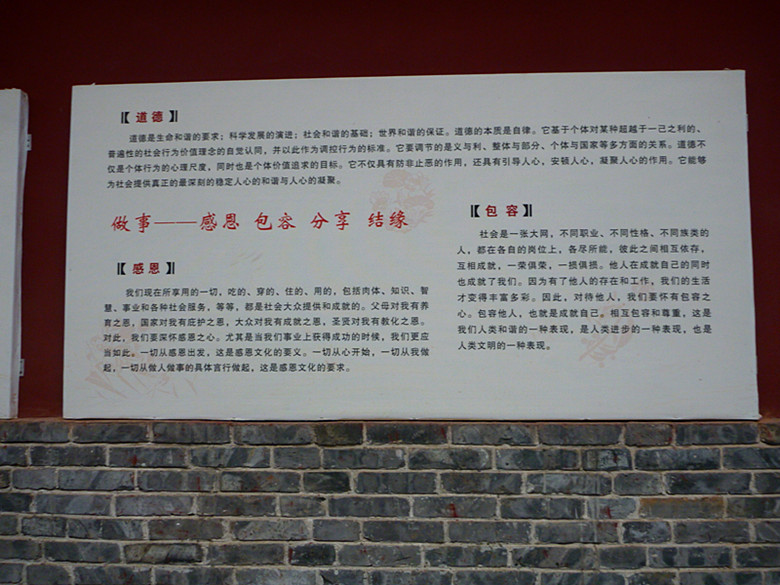 【道德】
道德是生命和谐的要求；科学发展的演进；社会和谐的基础；世界和谐的保证。道德的本质是自律。它基于个体对某种超越于一己之利的、
普遍性的社会行为价值理念的自觉认同，并以此作为调控行为的标准。它要调节的是义与利、整体与部分、个体与国家等多方面的关系。道德不
仅是个体行为的心理尺度，同时也是个体价值追求的目标。它不仅具有防非止恶的作用，还具有引导人心，安顿人心，凝聚人心的作用。它能够
为社会提供真正的最深刻的稳定人心的和谐与人心的凝聚。
做事——感恩 包容 分享 结缘
【感恩】
我们现在所享用的一切，吃的、穿的、住的、用的，包括肉体、知识、智
慧、事业和各种社会服务，等等，都是社会大众提供和成就的。父母对我有养
育之恩，国家对我有庇护之恩，大众对我有成就之恩，圣贤对我有教化之恩。
对此，我们要深怀感恩之心。尤其是当我们事业上获得成功的时候，我们更应
当如此。一切从感恩出发，这是感恩文化的要义。一切从心开始，一切从我做
起，一切从做人做事的具体言行做起，这是感恩文化的要求。
【包容】
社会是一张大网，不同职业、不同性格、不同族类的
人，都在各自的岗位上，各尽所能，彼此之间相互依存，
互相成就，一荣俱荣，一损俱损。他人在成就自己的同时
也成就了我们。因为有了他人的存在和工作，我们的生活
才变得丰富多彩。因此，对待他人，我们要怀有包容之
心。包容他人，也就是成就自己。相互包容和尊重，这是
我们人类和谐的一种表现，是人类进步的一种表现，也是
人类文明的一种表现。